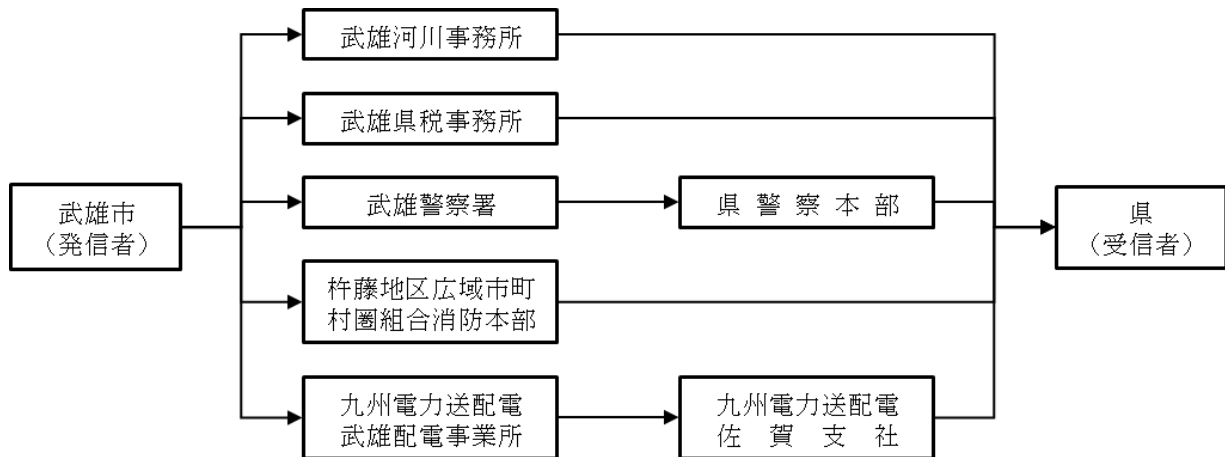 武雄河川事務所
武雄県税事務所
武雄市
（発信者）
武雄警察署
県警察本部
県
（受信者）
杵藤地区広域市町
村圏組合消防本部
九州電力送配電
武雄配電事業所
九州電力送配電
佐賀支社